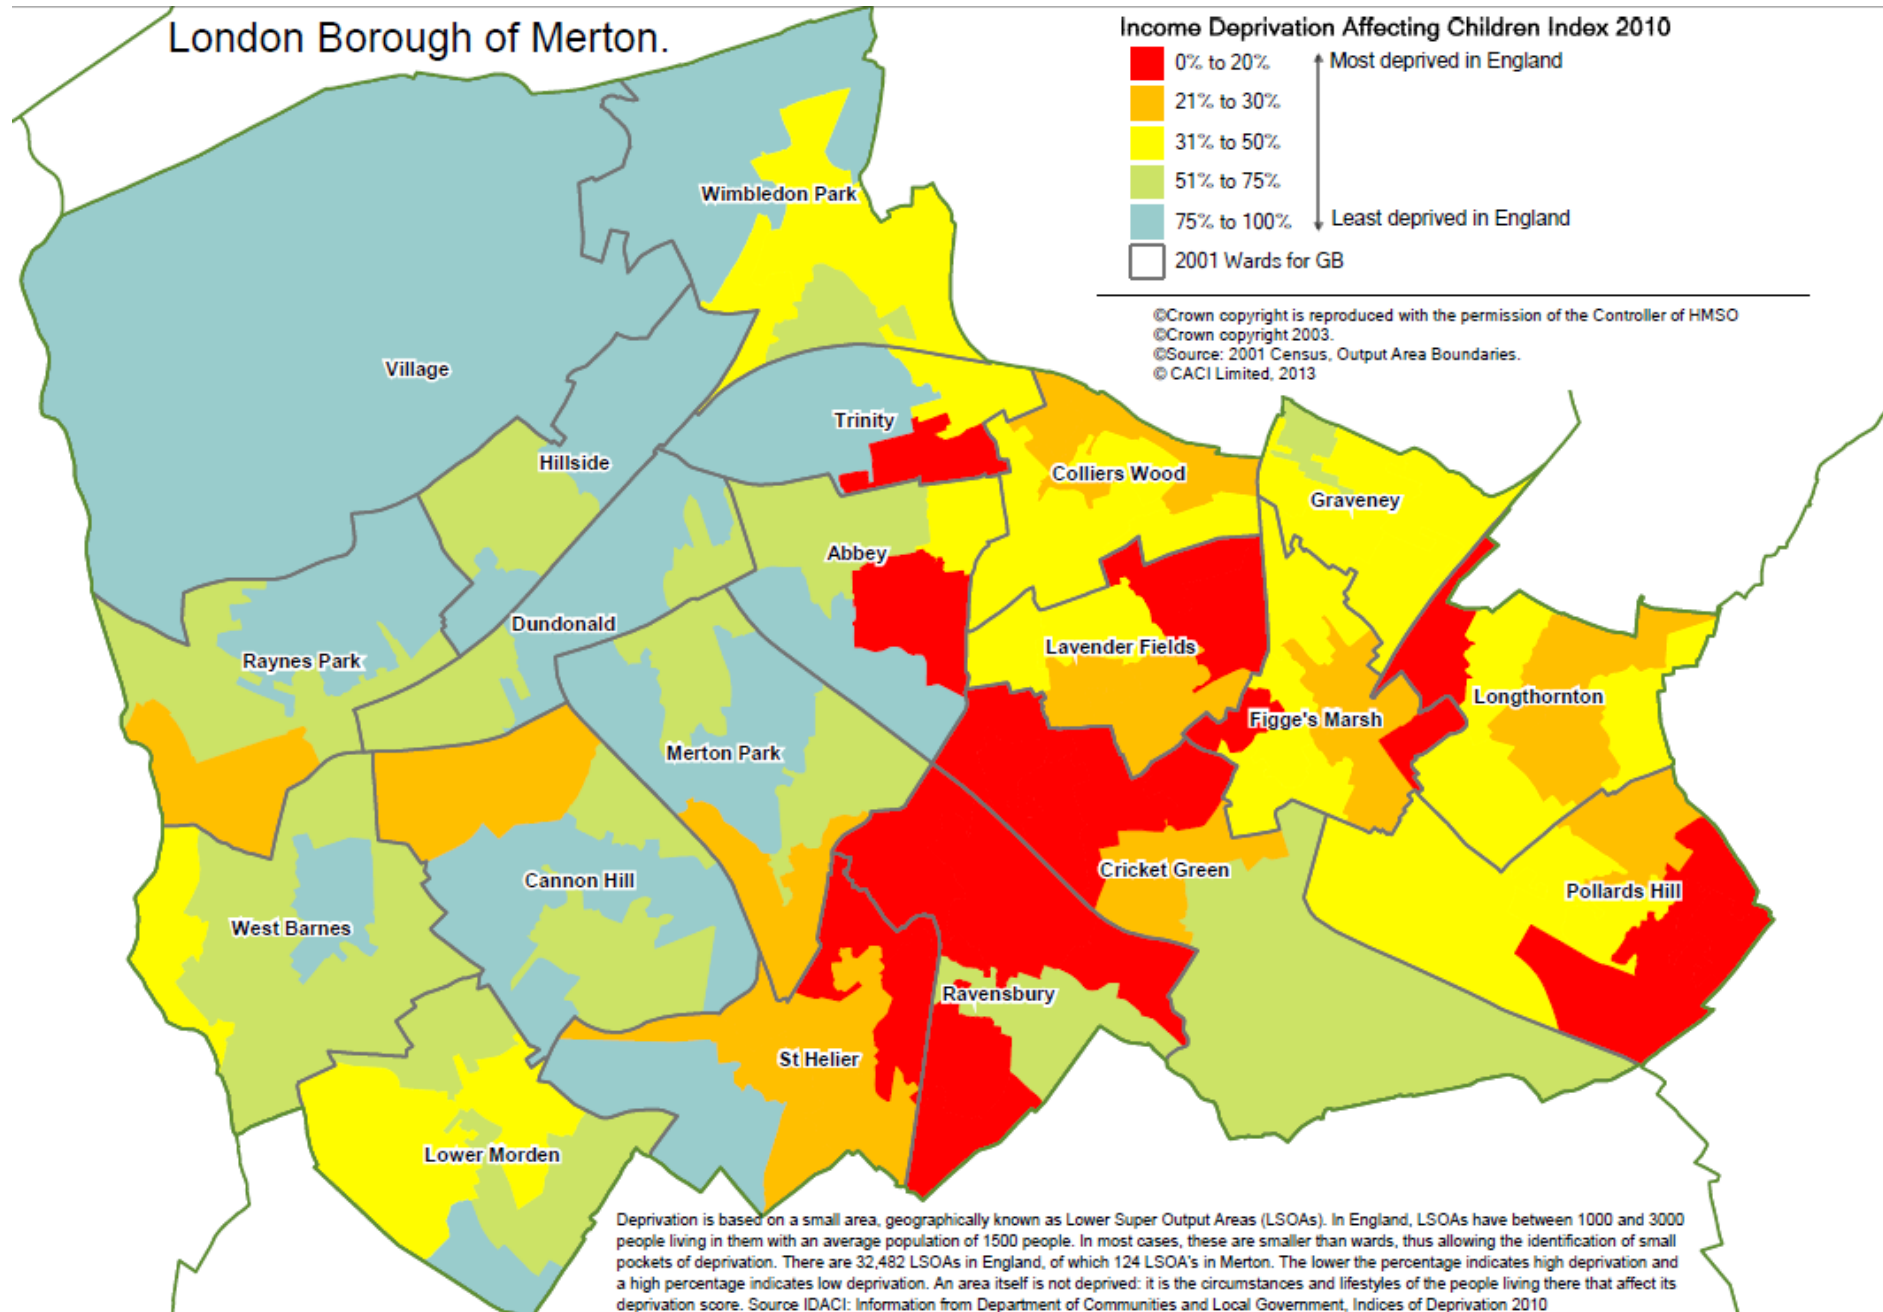 London Borough of Merton.
Income Deprivation Affecting Children Index 2010
0% to 20%
Most deprived in England
21% to 30%
31% to 50%
51% to 75%
75% to 100%
Least deprived in England
2001 Wards for GB
©Crown copyright is reproduced with the permission of the Controller of HMSO
©Crown copyright 2003.
©Source: 2001 Census, Output Area Boundaries.
© CACI Limited, 2013
Wimbledon Park
Village
Trinity
Hillside
Colliers Wood
Graveney
Abbey
Dundonald
Raynes Park
Lavender Fields
Longthornton
Figge's Marsh
Merton Park
Cricket Green
Cannon Hill
Pollards Hill
West Barnes
Ravensbury
St Helier
Lower Morden
Deprivation is based on a small area, geographically known as Lower Super Output Areas (LSOAs). In England, LSOAs have between 1000 and 3000
people living in them with an average population of 1500 people. In most cases, these are smaller than wards, thus allowing the identification of small
pockets of deprivation. There are 32,482 LSOAs in England, of which 124 LSOA's in Merton. The lower the percentage indicates high deprivation and
a high percentage indicates low deprivation. An area itself is not deprived: it is the circumstances and lifestyles of the people living there that affect its
deprivation score. Source IDACI: Information from Department of Communities and Local Government, Indices of Deprivation 2010